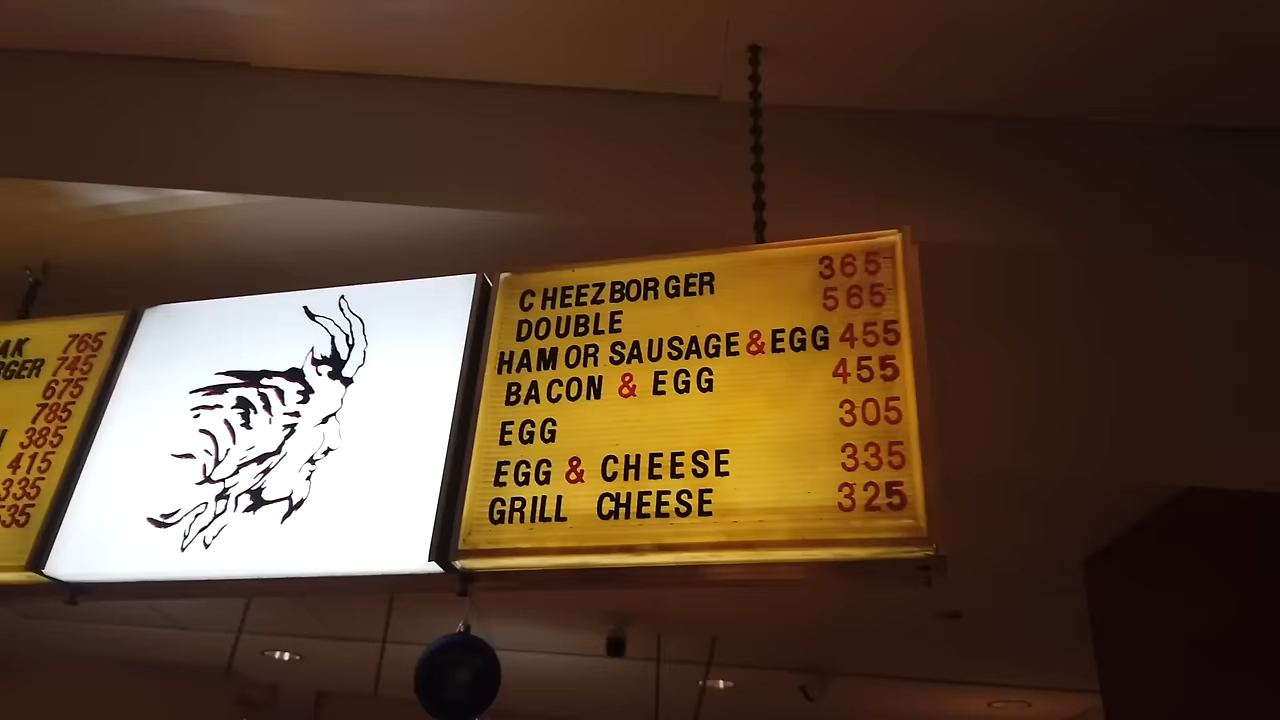 AK 765
RGER 745
675
785
385
415
335
535
CHEEZBORGER 365
DOUBLE 565
HAM OR SAUSAGE & EGG 455
BACON & EGG 455
EGG 305
EGG & CHEESE 335
GRILL CHEESE 325